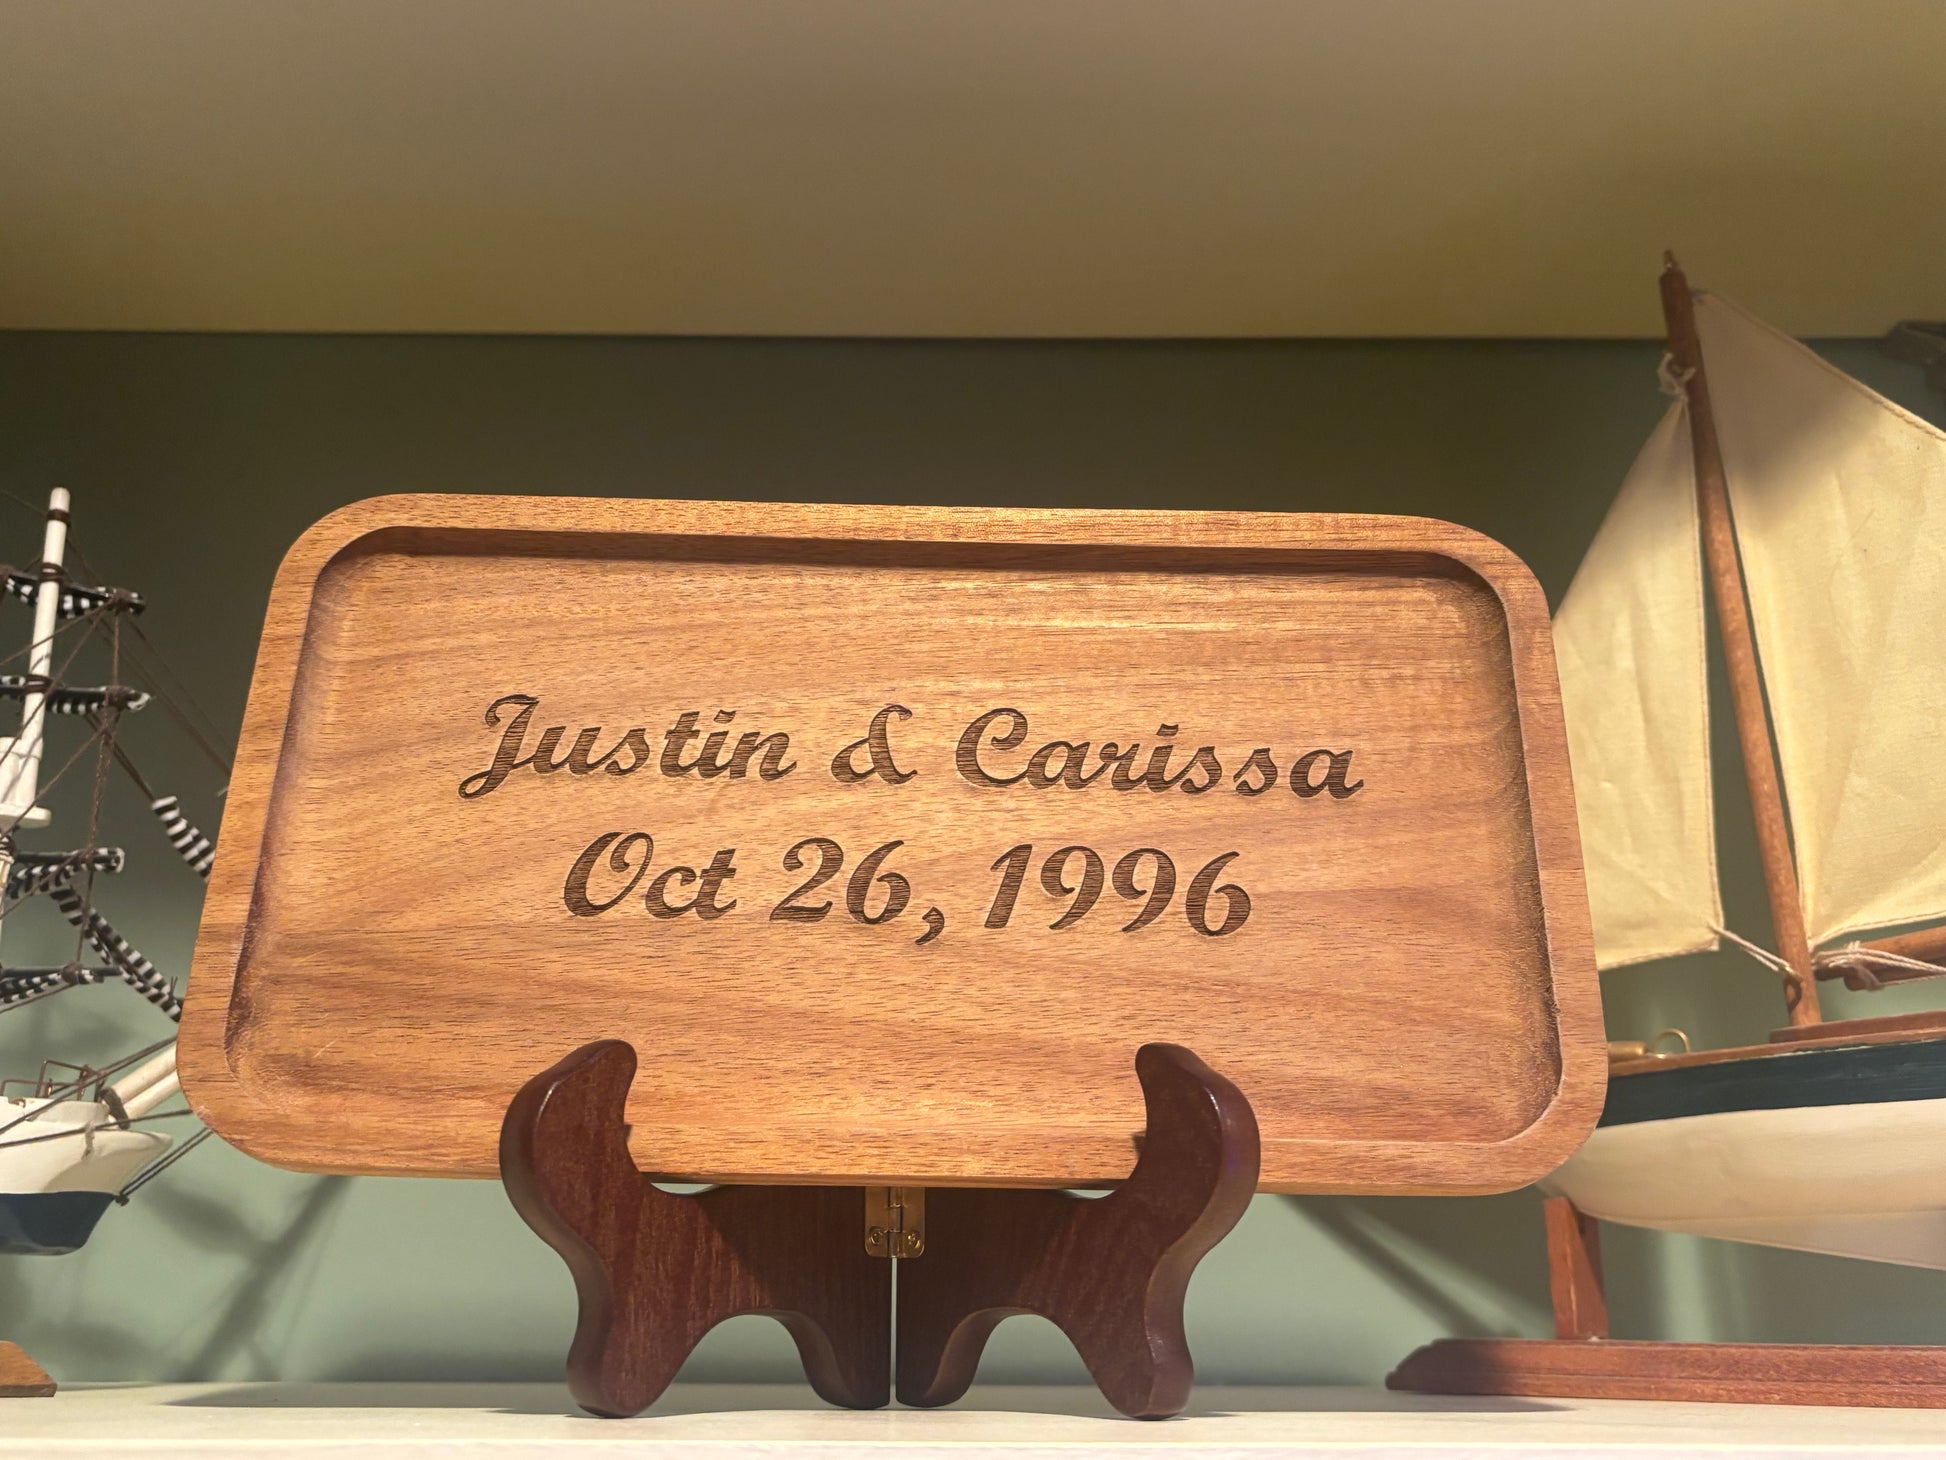 Justin & Carissa
Oct 26, 1996